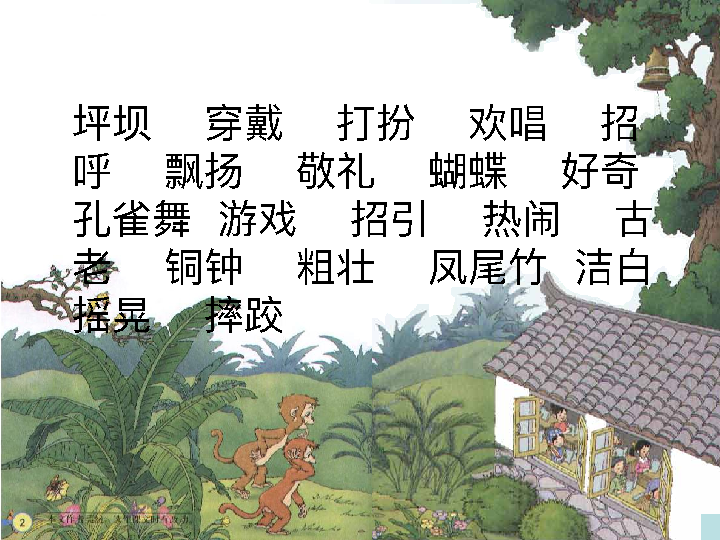 坪坝 穿戴 打扮 欢唱 招
呼 飘扬 敬礼 蝴蝶 好奇
孔雀舞 游戏 招引 热闹 古
老 铜钟 粗壮 凤尾竹 洁白
摇晃 摔跤
2